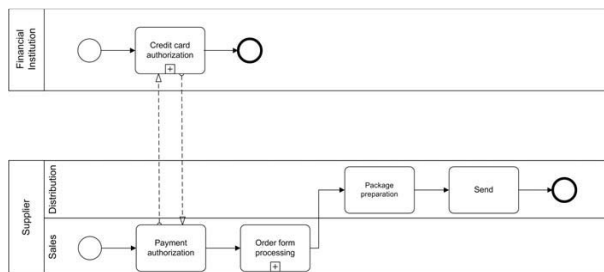 Financial
Institution
Credit card
authorization
Supplier
Distribution
Package
preparation
Send
Sales
Payment
authorization
Order form
processing